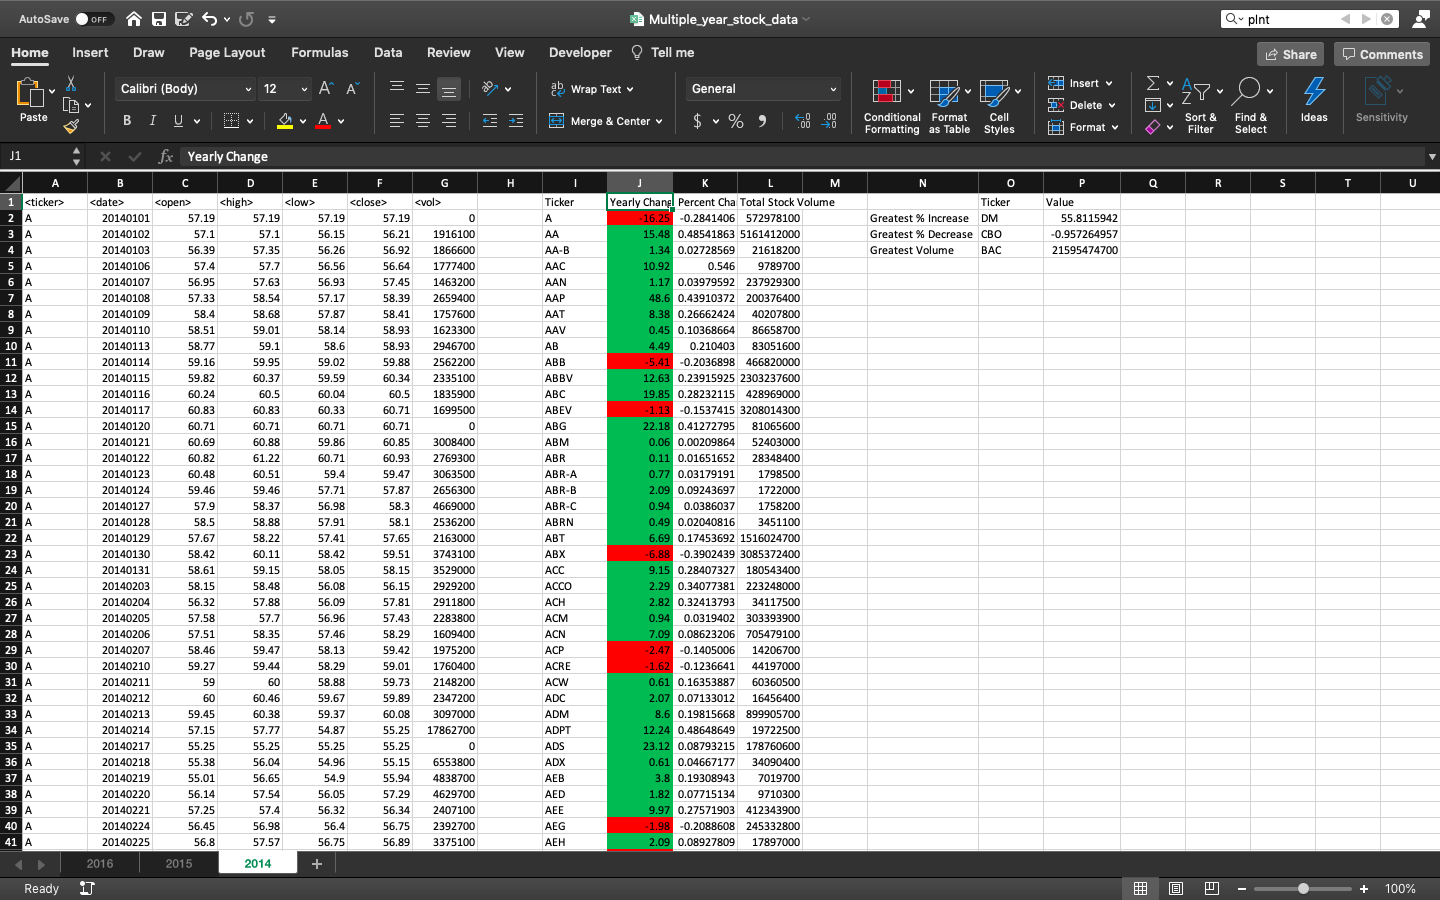 AutoSave OFF Multiple_year_stock_data plnt
Home Insert Draw Page Layout Formulas Data Review View Developer Tell me Share Comments
Paste Calibri (Body) 12 A A Wrap Text General Conditional Formatting Format as Table Cell Styles Insert Sort & Filter Find & Select Ideas Sensitivity
Delete
B I U A Merge & Center $ % Format
J1 fx Yearly Change
A B C D E F G H I J K L M N O P Q R S T U
1 <ticker> <date> <open> <high> <low> <close> <vol> Ticker Yearly Chang Percent Cha Total Stock Volume Ticker Value
2 A 20140101 57.19 57.19 57.19 57.19 0 A -16.25 -0.2841406 572978100 Greatest % Increase DM 55.8115942
3 A 20140102 57.1 57.1 56.15 56.21 1916100 AA 15.48 0.48541863 5161412000 Greatest % Decrease CBO -0.957264957
4 A 20140103 56.39 57.35 56.26 56.92 1866600 AA-B 1.34 0.02728569 21618200 Greatest Volume BAC 21595474700
5 A 20140106 57.4 57.7 56.56 56.64 1777400 AAC 10.92 0.546 9789700
6 A 20140107 56.95 57.63 56.93 57.45 1463200 AAN 1.17 0.03979592 237929300
7 A 20140108 57.33 58.54 57.17 58.39 2659400 AAP 48.6 0.43910372 200376400
8 A 20140109 58.4 58.68 57.87 58.41 1757600 AAT 8.38 0.26662424 40207800
9 A 20140110 58.51 59.01 58.14 58.93 1623300 AAV 0.45 0.10368664 86658700
10 A 20140113 58.77 59.1 58.6 58.93 2946700 AB 4.49 0.210403 83051600
11 A 20140114 59.16 59.95 59.02 59.88 2562200 ABB -5.41 -0.2036898 466820000
12 A 20140115 59.82 60.37 59.59 60.34 2335100 ABBV 12.63 0.23915925 2303237600
13 A 20140116 60.24 60.5 60.04 60.5 1835900 ABC 19.85 0.28232115 428969000
14 A 20140117 60.83 60.83 60.33 60.71 1699500 ABEV -1.13 -0.1537415 3208014300
15 A 20140120 60.71 60.71 60.71 60.71 0 ABG 22.18 0.41272795 81065600
16 A 20140121 60.69 60.88 59.86 60.85 3008400 ABM 0.06 0.00209864 52403000
17 A 20140122 60.82 61.22 60.71 60.93 2769300 ABR 0.11 0.01651652 28348400
18 A 20140123 60.48 60.51 59.4 59.47 3063500 ABR-A 0.77 0.03179191 1798500
19 A 20140124 59.46 59.46 57.71 57.87 2656300 ABR-B 2.09 0.09243697 1722000
20 A 20140127 57.9 58.37 56.98 58.3 4669000 ABR-C 0.94 0.0386037 1758200
21 A 20140128 58.5 58.88 57.91 58.1 2536200 ABRN 0.49 0.02040816 3451100
22 A 20140129 57.67 58.22 57.41 57.65 2163000 ABT 6.69 0.17453692 1516024700
23 A 20140130 58.42 60.11 58.42 59.51 3743100 ABX -6.88 -0.3902439 3085372400
24 A 20140131 58.61 59.15 58.05 58.15 3529000 ACC 9.15 0.28407327 180543400
25 A 20140203 58.15 58.48 56.08 56.15 2929200 ACCO 2.29 0.34077381 223248000
26 A 20140204 56.32 57.88 56.09 57.81 2911800 ACH 2.82 0.32413793 34117500
27 A 20140205 57.58 57.7 56.96 57.43 2283800 ACM 0.94 0.0319402 303393900
28 A 20140206 57.51 58.35 57.46 58.29 1609400 ACN 7.09 0.08623206 705479100
29 A 20140207 58.46 59.47 58.13 59.42 1975200 ACP -2.47 -0.1405006 14206700
30 A 20140210 59.27 59.44 58.29 59.01 1760400 ACRE -1.62 -0.1236641 44197000
31 A 20140211 59 60 58.88 59.73 2148200 ACW 0.61 0.16353887 60360500
32 A 20140212 60 60.46 59.67 59.89 2347200 ADC 2.07 0.07133012 16456400
33 A 20140213 59.45 60.38 59.37 60.08 3097000 ADM 8.6 0.19815668 899905700
34 A 20140214 57.15 57.77 54.87 55.25 17862700 ADPT 12.24 0.48648649 19722500
35 A 20140217 55.25 55.25 55.25 55.25 0 ADS 23.12 0.08793215 178760600
36 A 20140218 55.38 56.04 54.96 55.15 6553800 ADX 0.61 0.04667177 34090400
37 A 20140219 55.01 56.65 54.9 55.94 4838700 AEB 3.8 0.19308943 7019700
38 A 20140220 56.14 57.54 56.05 57.29 4629700 AED 1.82 0.07715134 9710300
39 A 20140221 57.25 57.4 56.32 56.34 2407100 AEE 9.97 0.27571903 412343900
40 A 20140224 56.45 56.98 56.4 56.75 2392700 AEG -1.98 -0.2088608 245332800
41 A 20140225 56.8 57.57 56.75 56.89 3375100 AEH 2.09 0.08927809 17897000
2016 2015 2014 +
Ready 100%